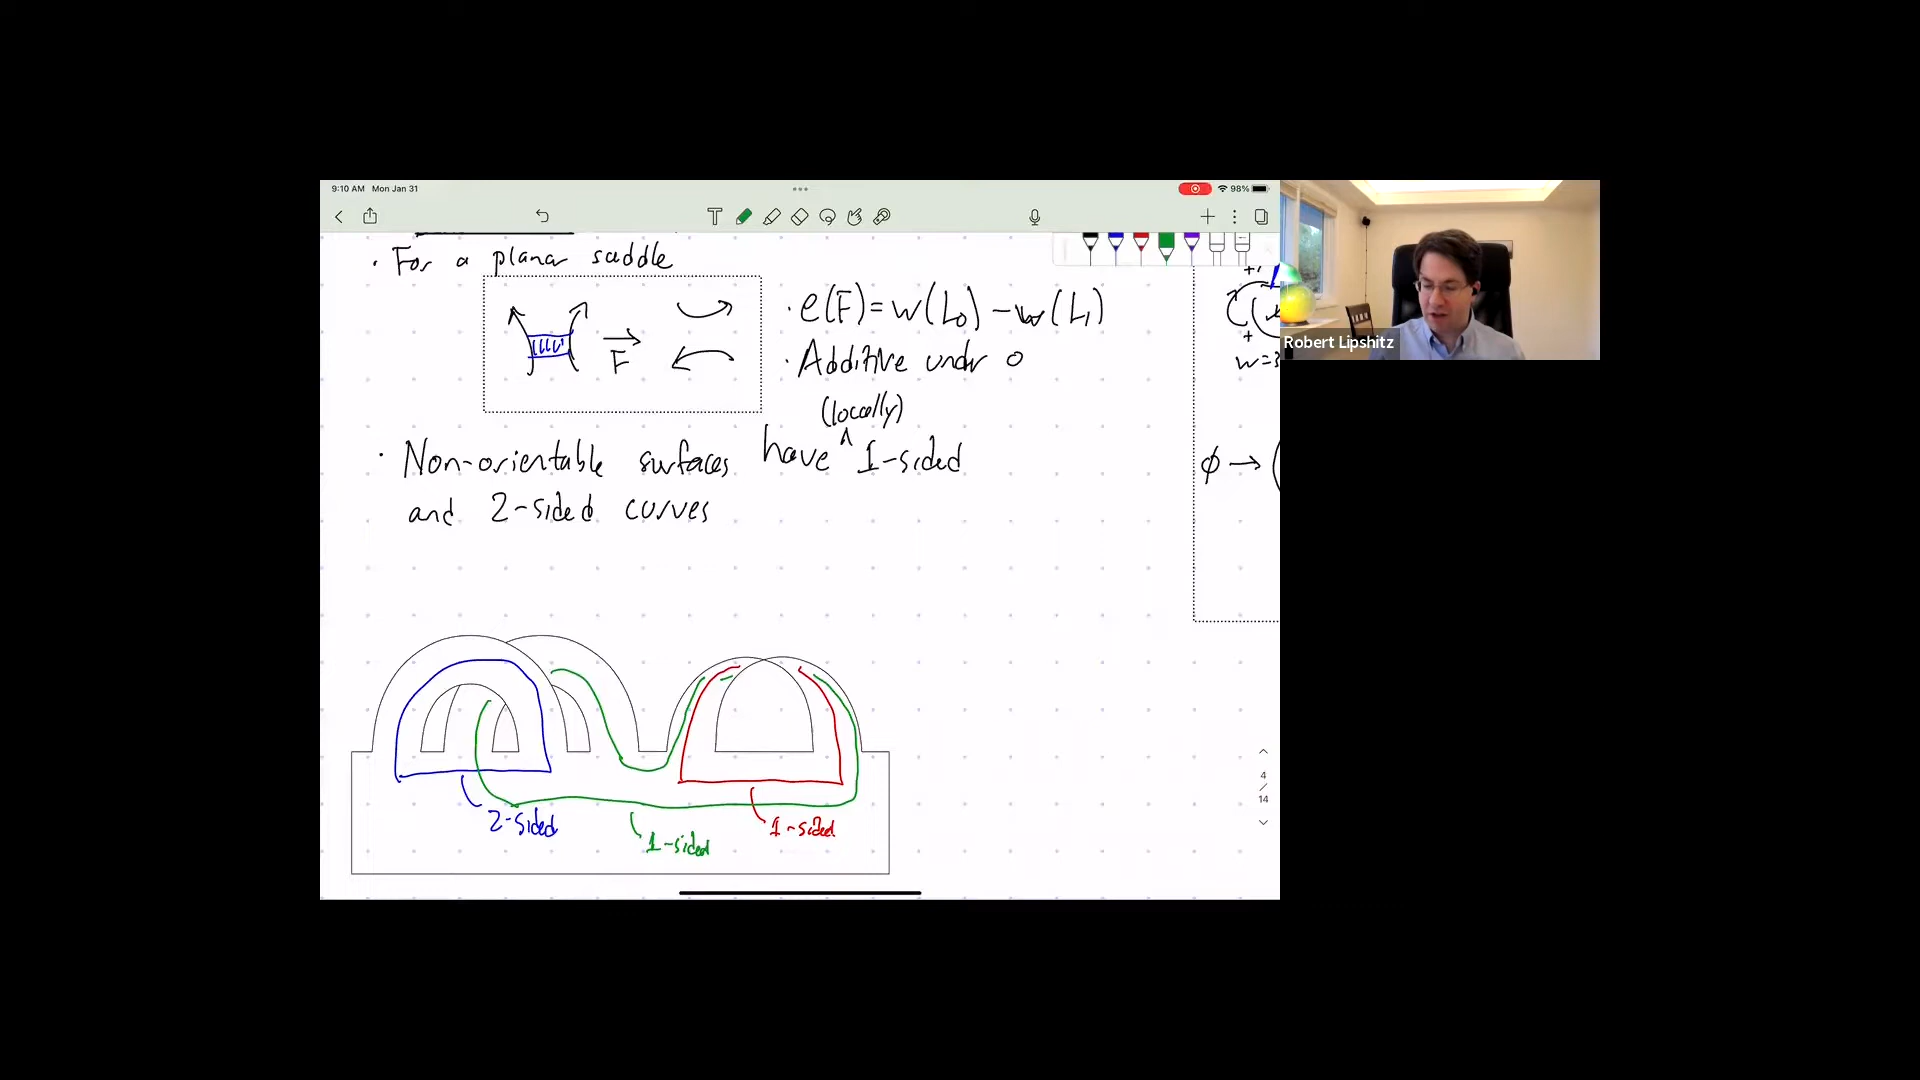 9:10 AM Mon Jan 31
98%
· For a planar saddle
F
· e(F) = w(L₀) - w(L₁)
· Additive under ∘
(locally)
· Non-orientable surfaces have ^ 1-sided
and 2-sided curves
+
w=3
ϕ →
Robert Lipshitz
2-sided
1-sided
1-sided
4
/
14